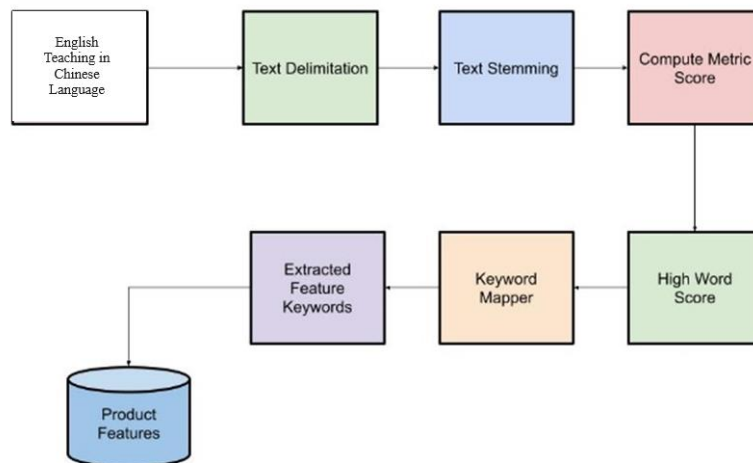 English
Teaching in
Chinese
Language
Text Delimitation
Text Stemming
Compute Metric
Score
High Word
Score
Keyword
Mapper
Extracted
Feature
Keywords
Product
Features